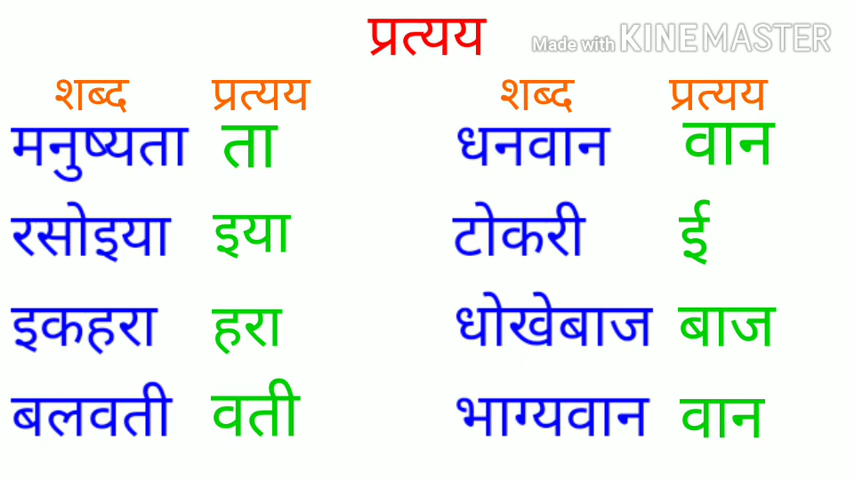 प्रत्यय
Made with KINEMASTER
शब्द प्रत्यय शब्द प्रत्यय
मनुष्यता ता धनवान वान
रसोइया इया टोकरी ई
इकहरा हरा धोखेबाज बाज
बलवती वती भाग्यवान वान